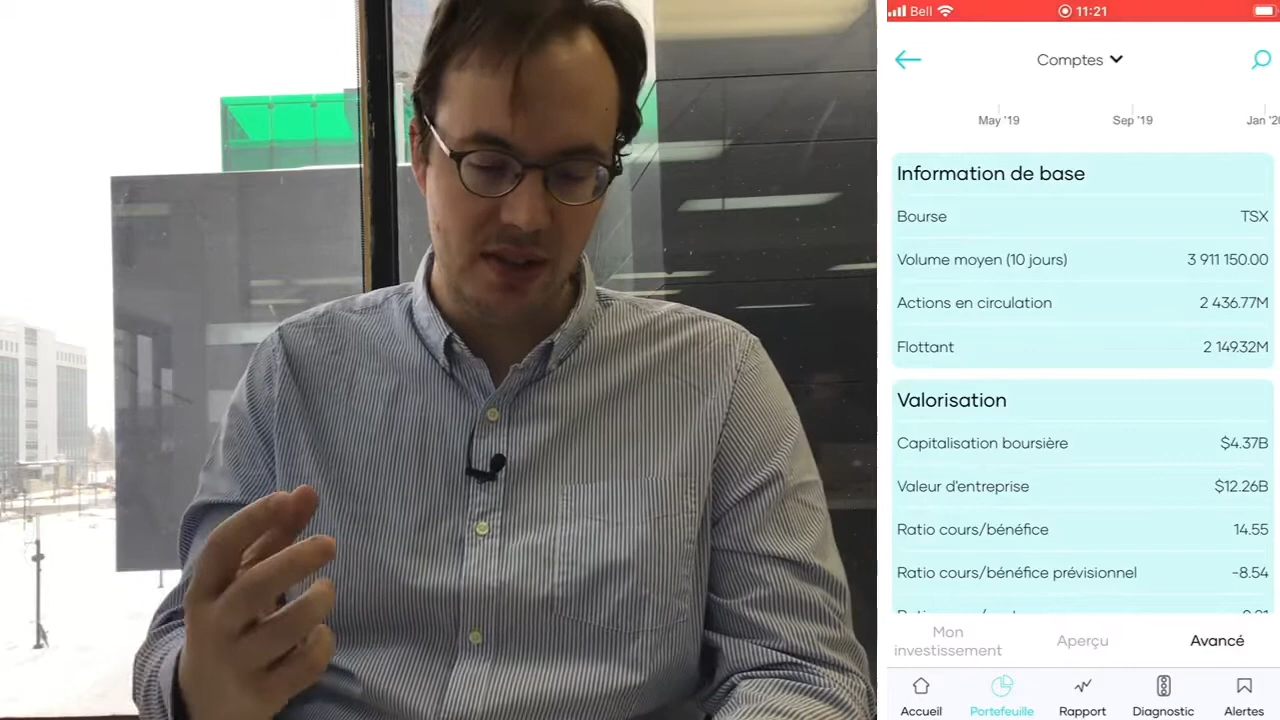 Bell 11:21
Comptes
May '19 Sep '19
Information de base
Bourse TSX
Volume moyen (10 jours) 3 911 150.00
Actions en circulation 2 436.77M
Flottant 2 149.32M
Valorisation
Capitalisation boursière $4.37B
Valeur d'entreprise $12.26B
Ratio cours/bénéfice 14.55
Ratio cours/bénéfice prévisionnel -8.54
Mon
investissement
Aperçu Avancé
Accueil Portefeuille Rapport Diagnostic Alertes